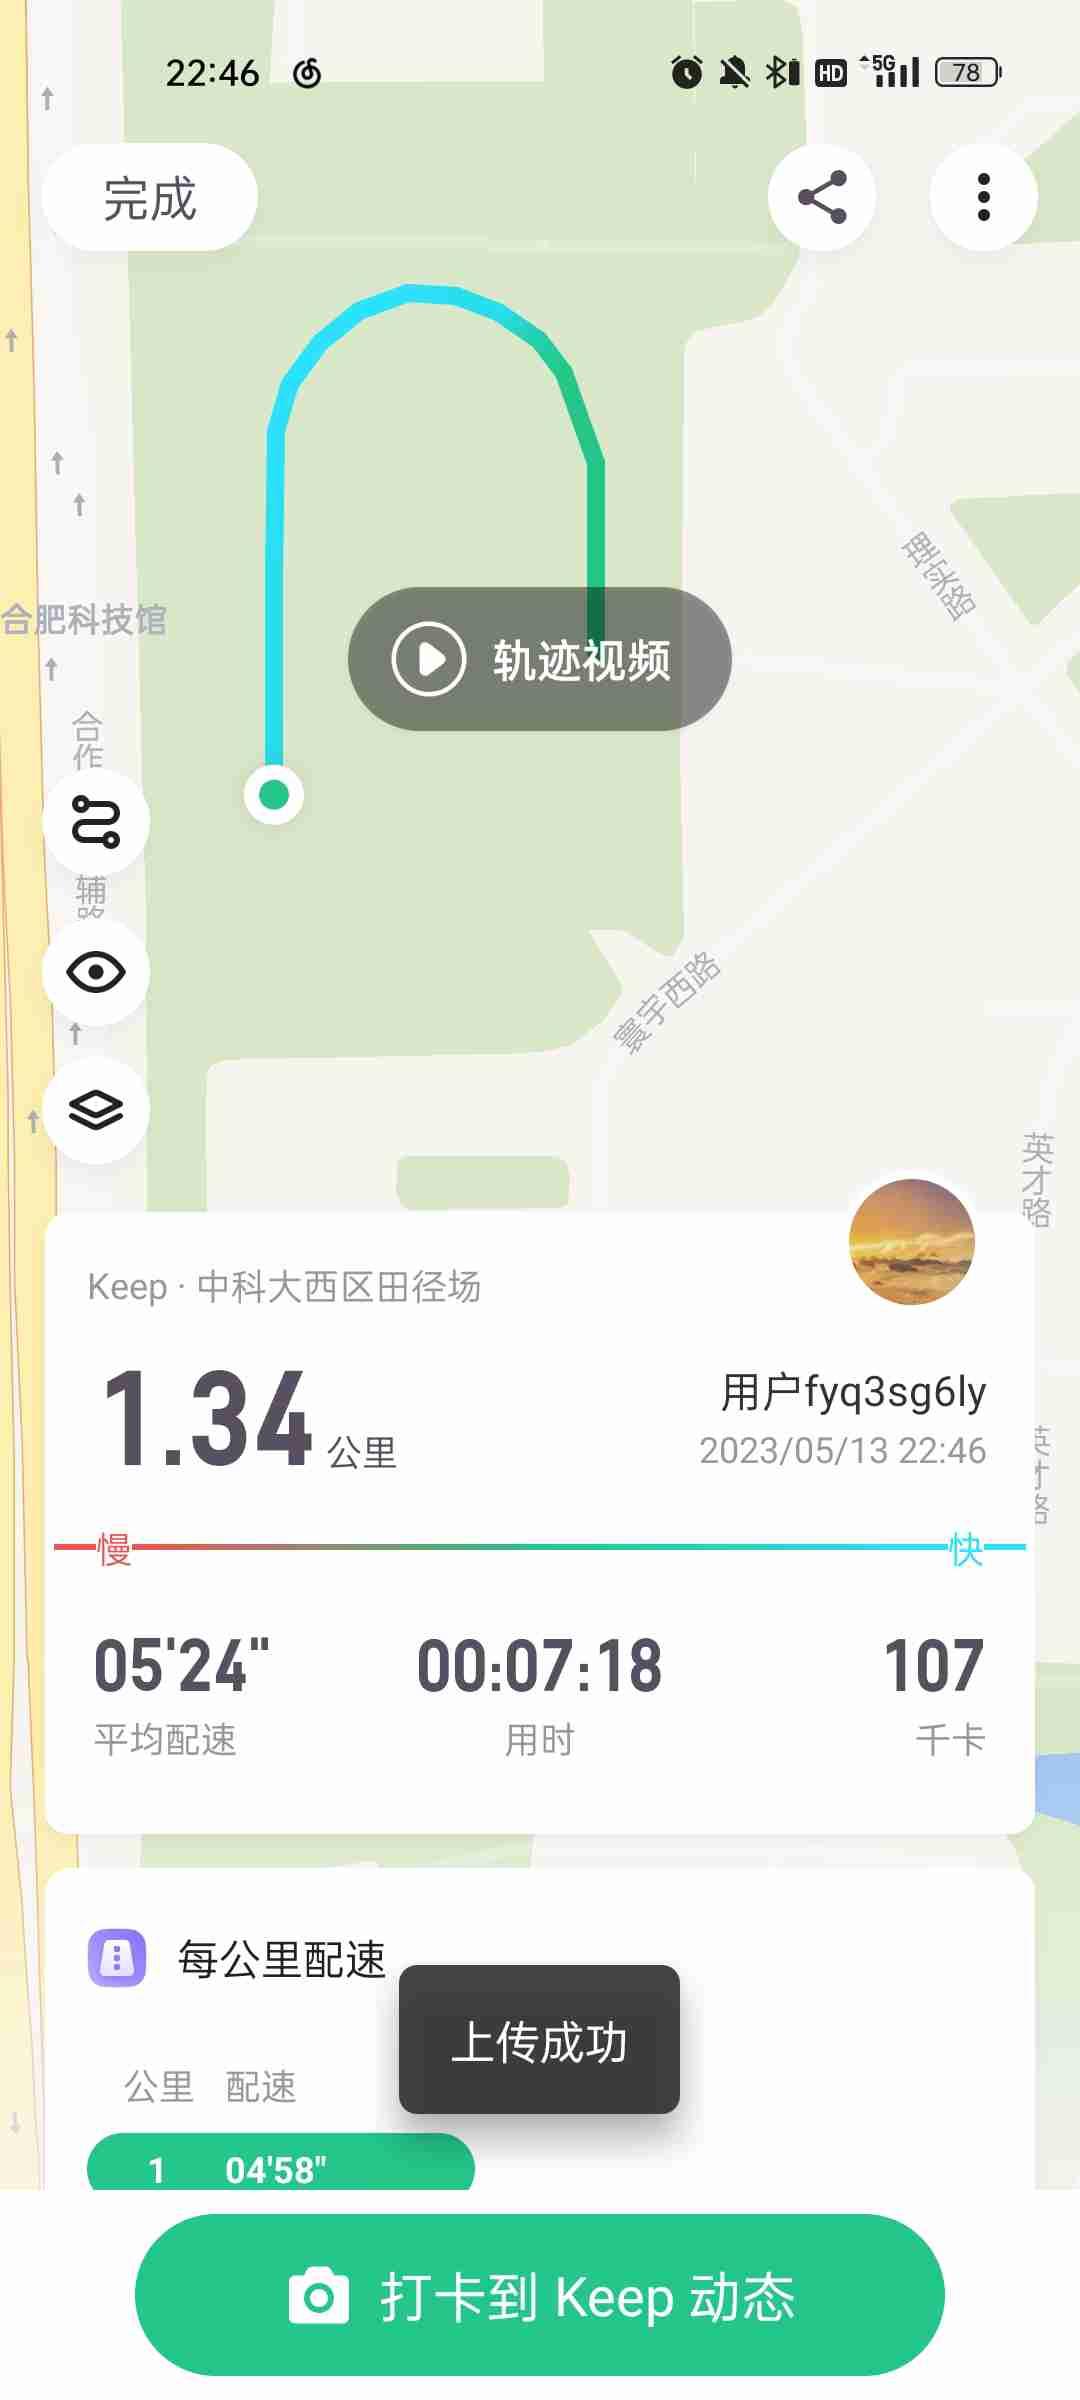 22:46
HD 5G 78
完成
理实路
合肥科技馆
轨迹视频
合作
辅路
寰宇西路
英才路
Keep · 中科大西区田径场
1.34 公里
用户fyq3sg6ly
2023/05/13 22:46
英才路
慢 快
05'24" 00:07:18 107
平均配速 用时 千卡
每公里配速
上传成功
公里 配速
1 04'58"
打卡到 Keep 动态